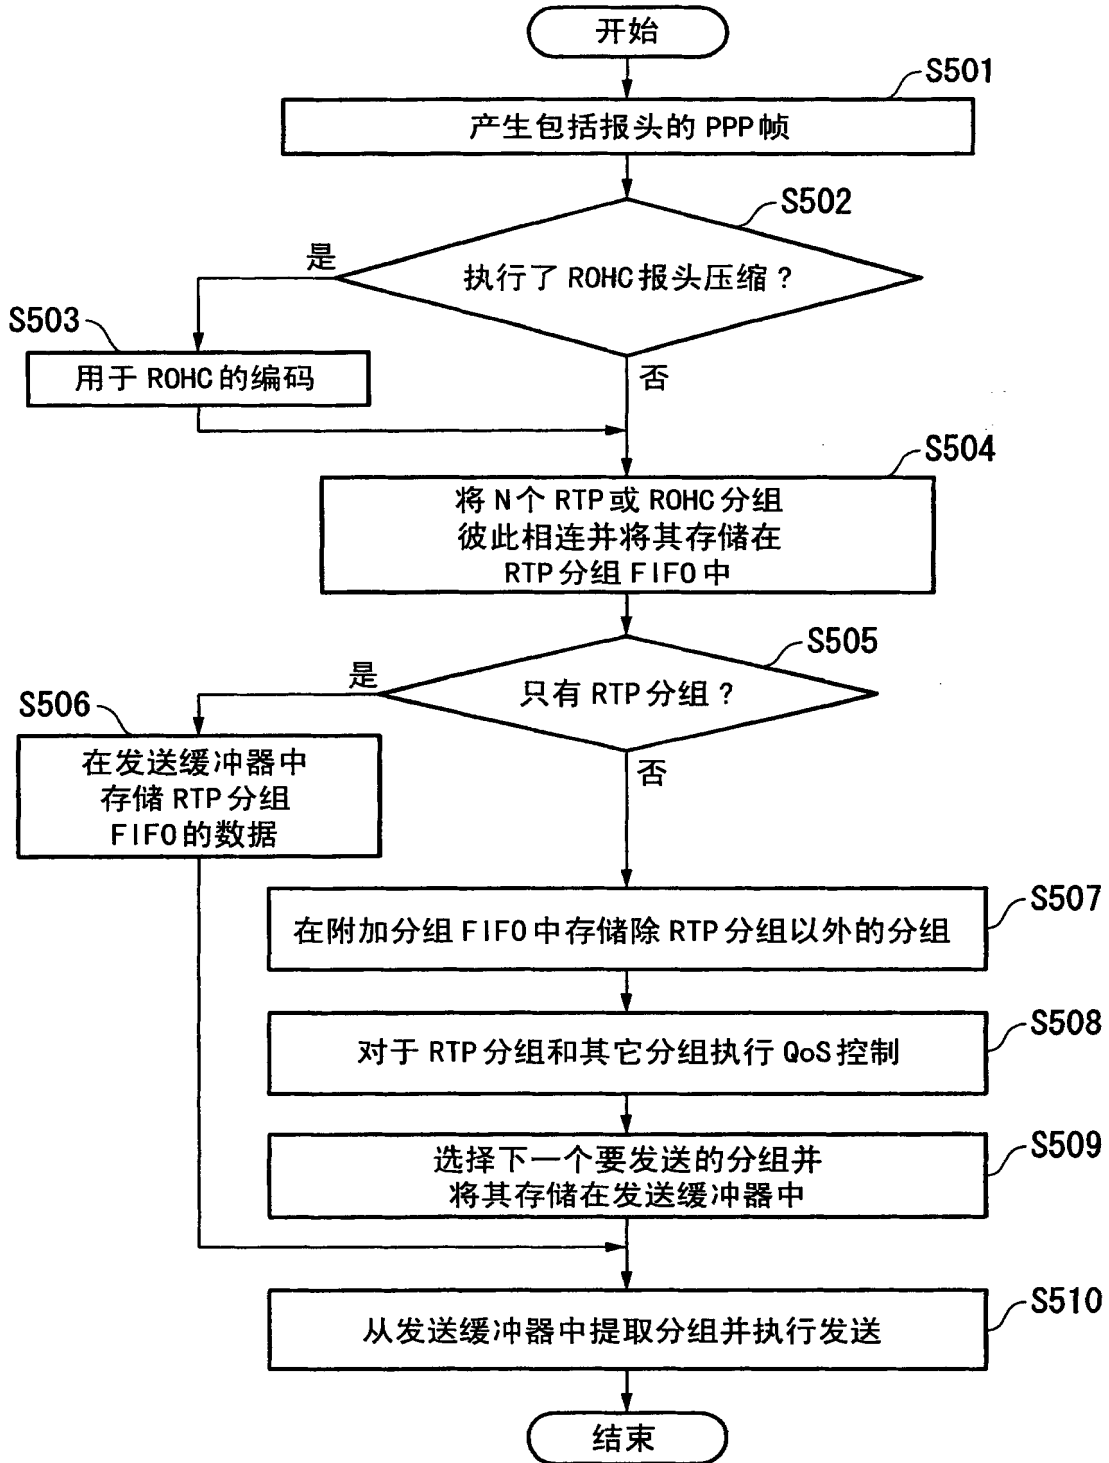 开始
S501
产生包括报头的 PPP 帧
S502
执行了 ROHC 报头压缩?
是
否
S503
用于 ROHC 的编码
S504
将 N 个 RTP 或 ROHC 分组
彼此相连并将其存储在
RTP 分组 FIFO 中
S505
只有 RTP 分组?
是
否
S506
在发送缓冲器中
存储 RTP 分组
FIFO 的数据
S507
在附加分组 FIFO 中存储除 RTP 分组以外的分组
S508
对于 RTP 分组和其它分组执行 QoS 控制
S509
选择下一个要发送的分组并
将其存储在发送缓冲器中
S510
从发送缓冲器中提取分组并执行发送
结束